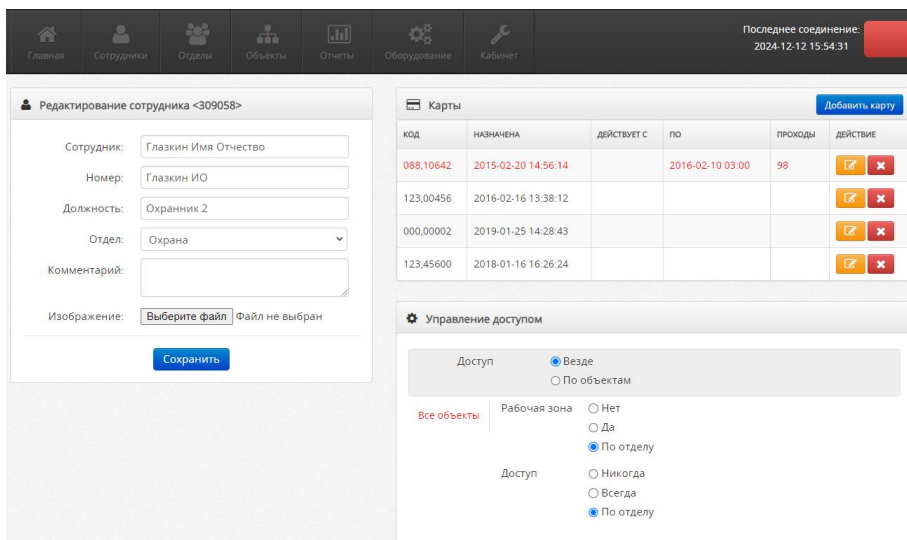 Последнее соединение:
2024-12-12 15:54:31
Главная Сотрудники Отделы Объекты Отчеты Оборудование Кабинет
Редактирование сотрудника <309058>
Сотрудник: Глазкин Имя Отчество
Номер: Глазкин ИО
Должность: Охранник 2
Отдел: Охрана
Комментарий:
Изображение: Выберите файл Файл не выбран
Сохранить
Карты Добавить карту
КОД НАЗНАЧЕНА ДЕЙСТВУЕТ С ПО ПРОХОДЫ ДЕЙСТВИЕ
088,10642 2015-02-20 14:56:14 2016-02-10 03:00 98
123,00456 2016-02-16 13:38:12
000,00002 2019-01-25 14:28:43
123,45600 2018-01-16 16:26:24
Управление доступом
Доступ Везде
По объектам
Все объекты Рабочая зона Нет
Да
По отделу
Доступ Никогда
Всегда
По отделу